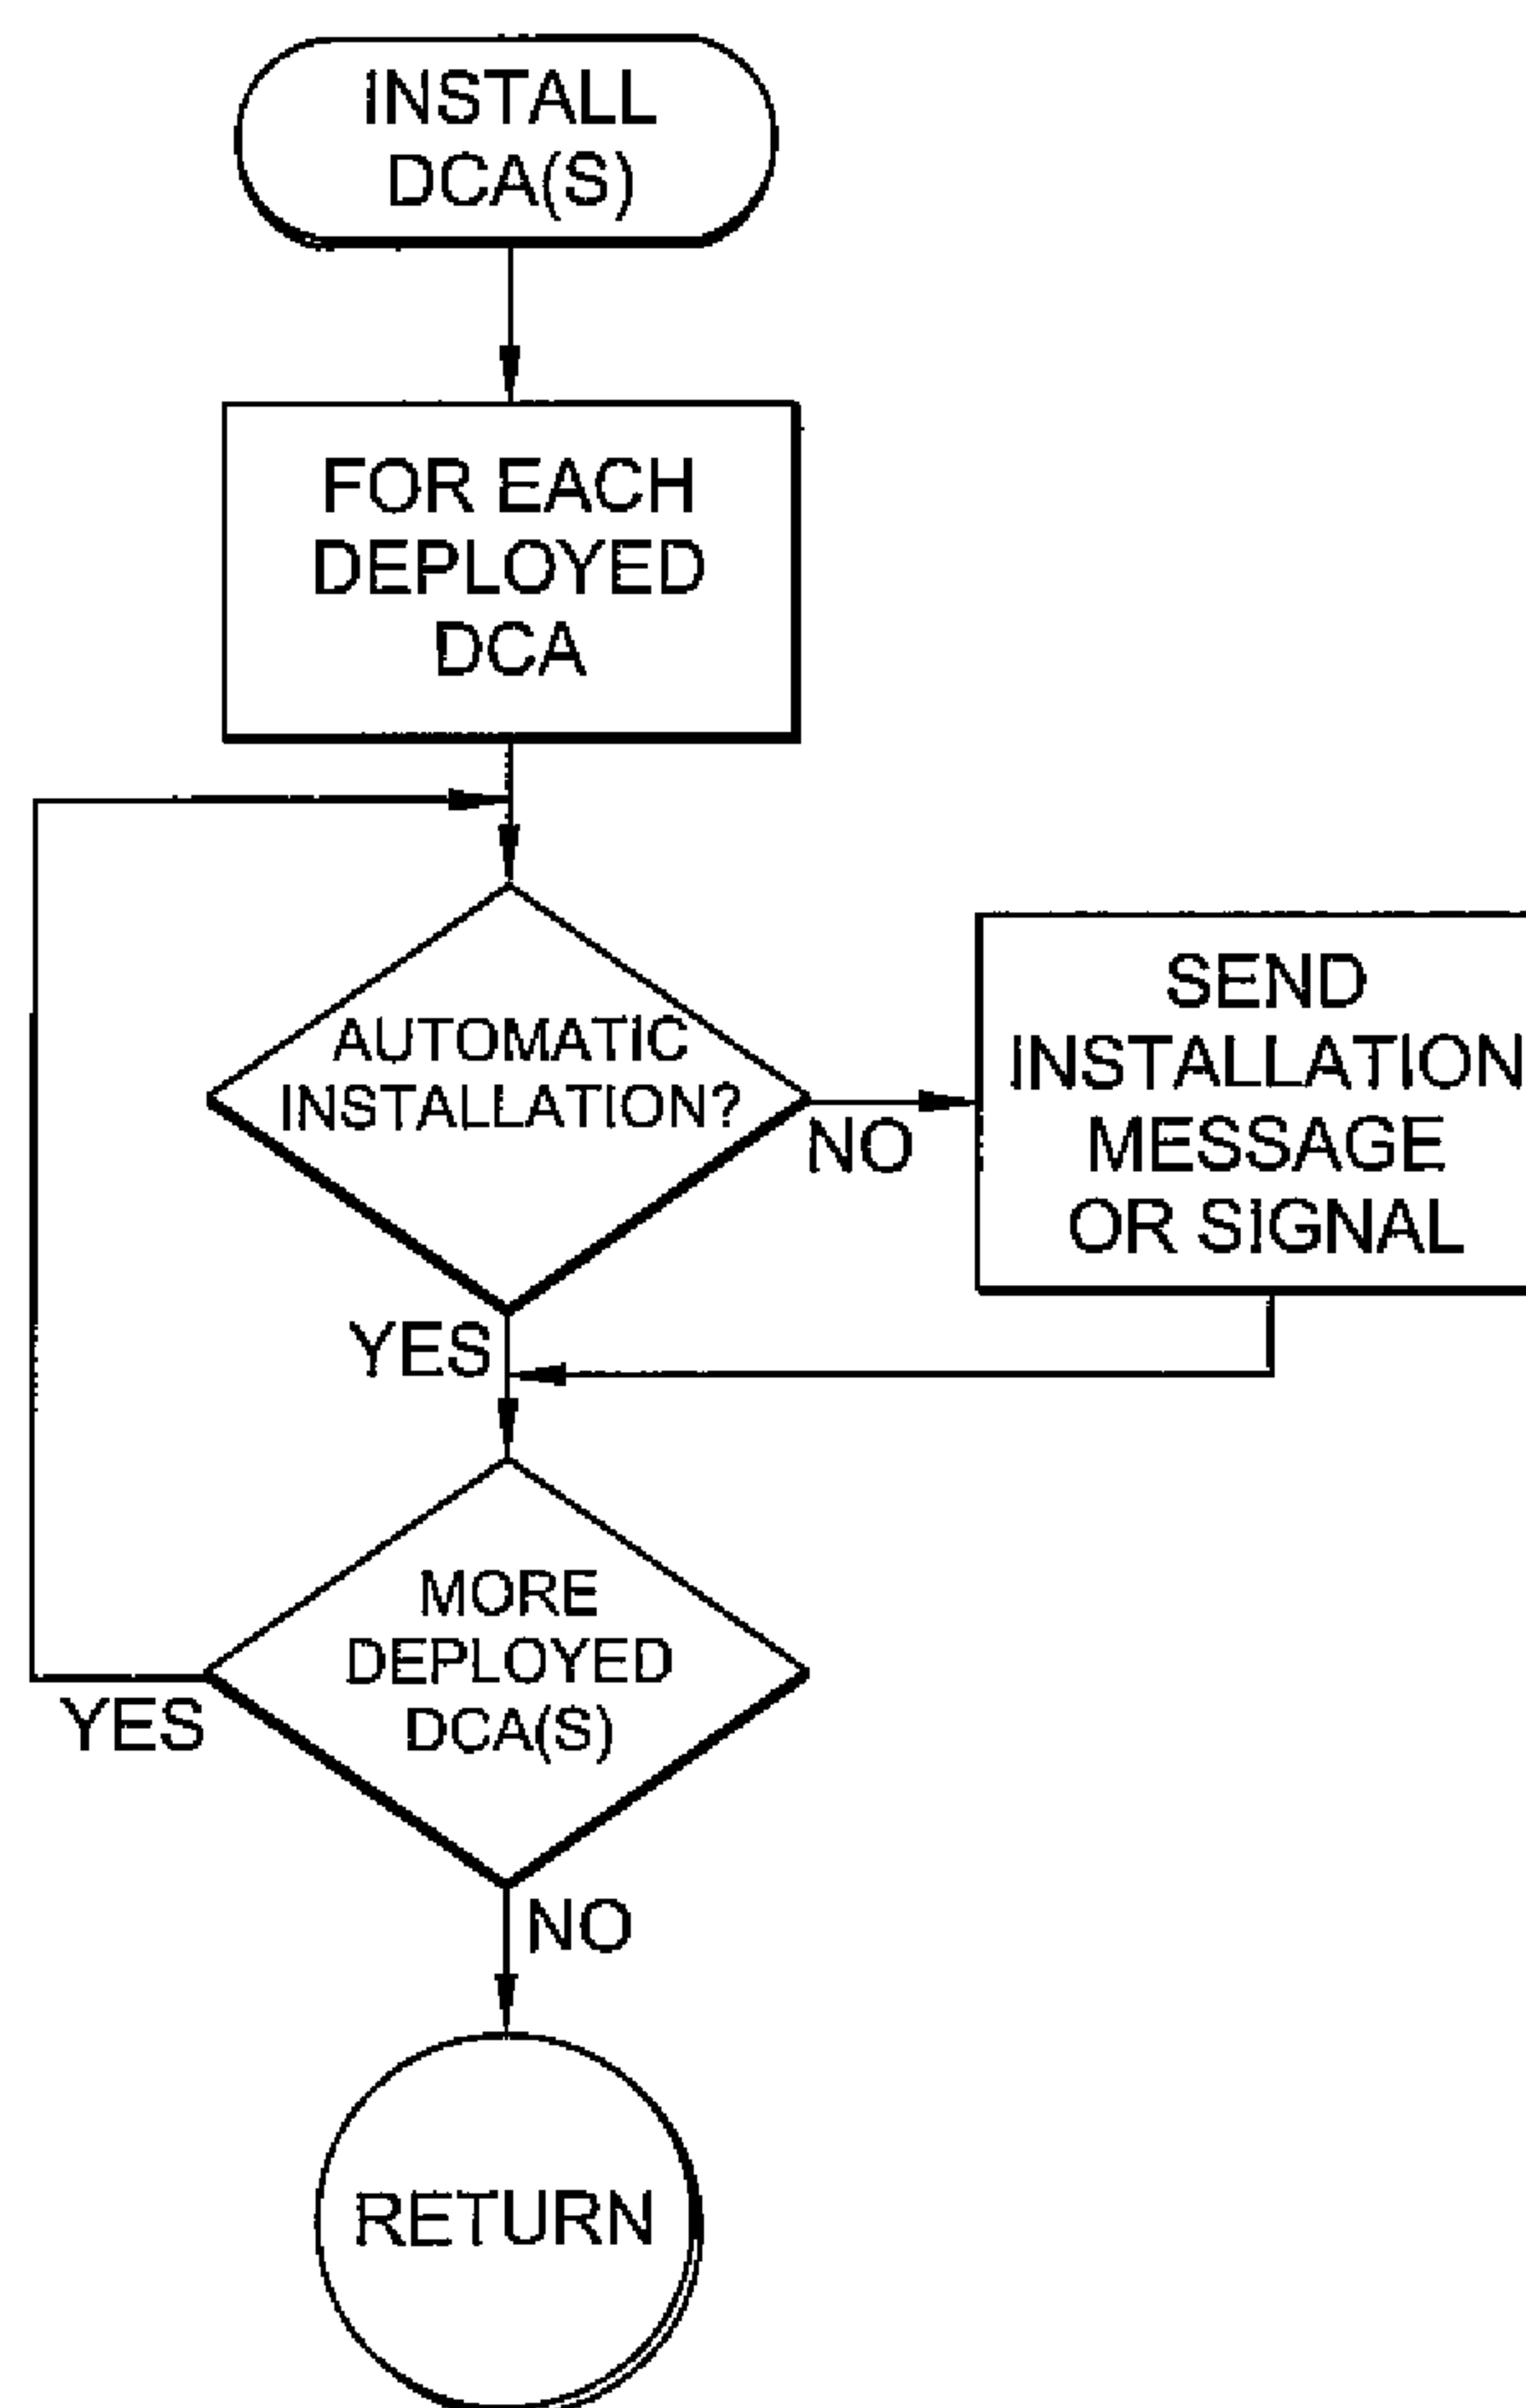 INSTALL
DCA(S)
FOR EACH
DEPLOYED
DCA
AUTOMATIC
INSTALLATION?
NO
SEND
INSTALLATION
MESSAGE
OR SIGNAL
YES
MORE
DEPLOYED
DCA(S)
YES
NO
RETURN